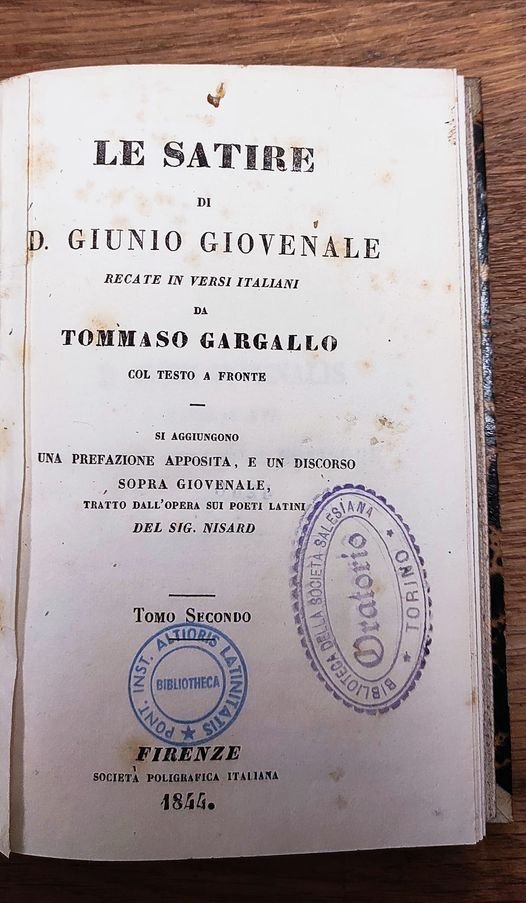 LE SATIRE
DI
D. GIUNIO GIOVENALE
RECATE IN VERSI ITALIANI
DA
TOMMASO GARGALLO
COL TESTO A FRONTE
SI AGGIUNGONO
UNA PREFAZIONE APPOSITA, E UN DISCORSO
SOPRA GIOVENALE,
TRATTO DALL'OPERA SUI POETI LATINI
DEL SIG. NISARD
BIBLIOTECA DELLA SOCIETÀ SALESIANA
Oratorio
★ TORINO ★
TOMO SECONDO
PONT. INST. ALTIORIS LATINITATIS ★
BIBLIOTHECA
FIRENZE
SOCIETÀ POLIGRAFICA ITALIANA
1844.